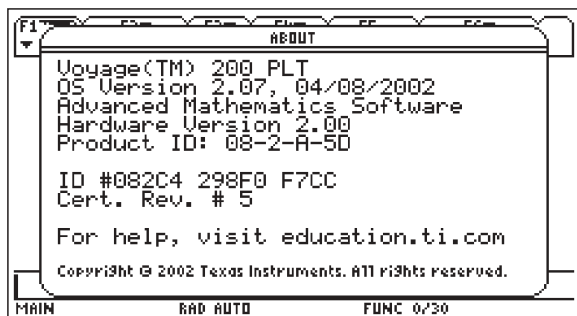 F1
ABOUT
Voyage(TM) 200 PLT
OS Version 2.07, 04/08/2002
Advanced Mathematics Software
Hardware Version 2.00
Product ID: 08-2-A-5D
ID #082C4 298F0 F7CC
Cert. Rev. # 5
For help, visit education.ti.com
Copyright © 2002 Texas Instruments. All rights reserved.
MAIN RAD AUTO FUNC 0/30